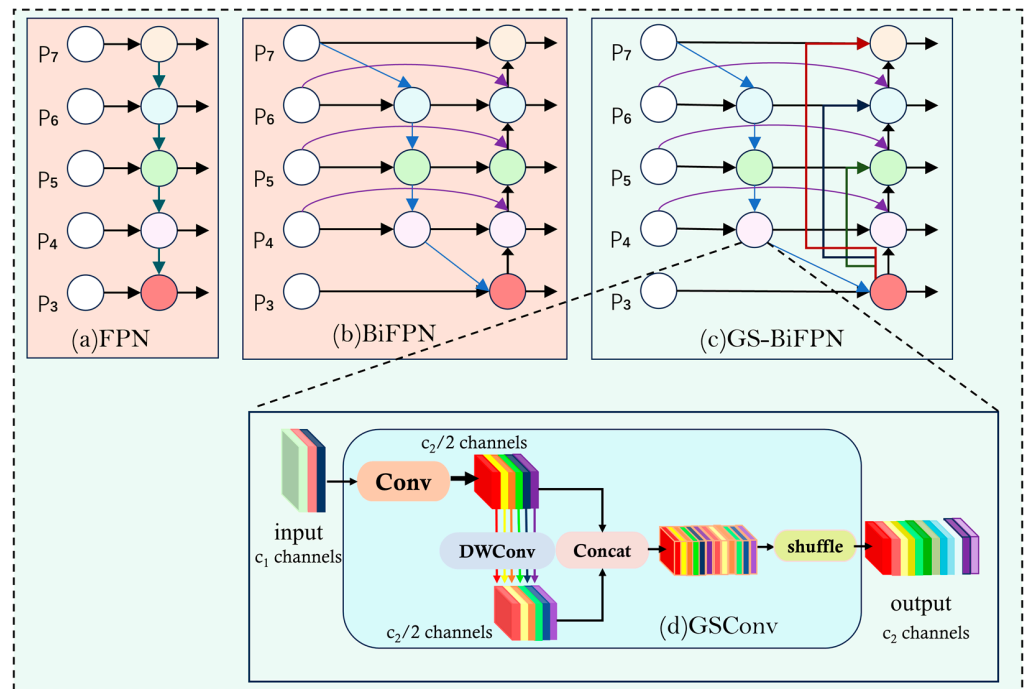 P7
P6
P5
P4
P3
(a)FPN
P7
P6
P5
P4
P3
(b)BiFPN
P7
P6
P5
P4
P3
(c)GS-BiFPN
c2/2 channels
Conv
input
c1 channels
DWConv
Concat
shuffle
c2/2 channels
(d)GSConv
output
c2 channels